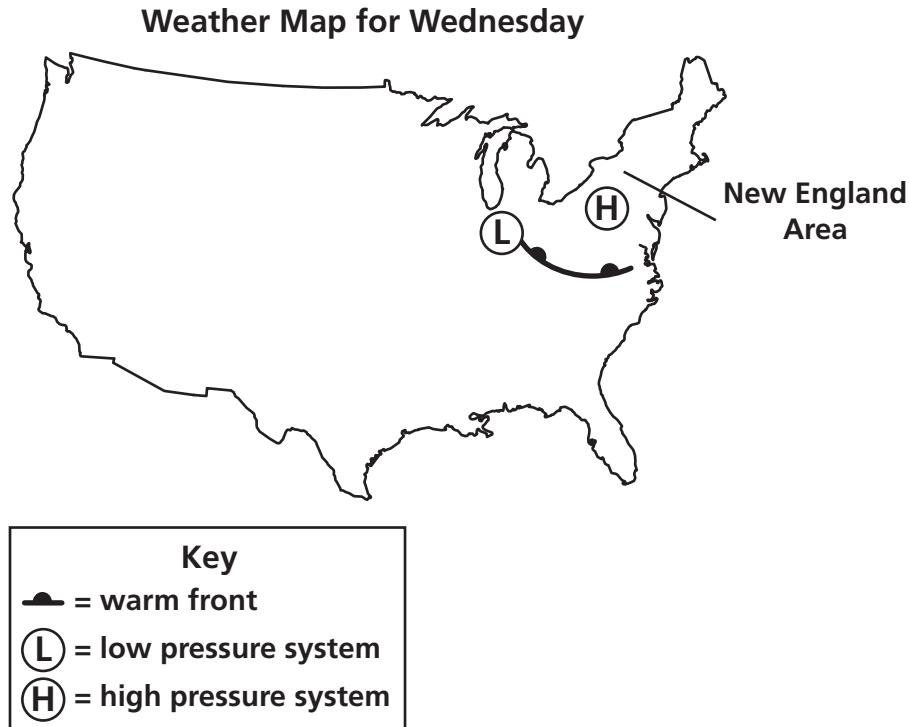 Weather Map for Wednesday
New England
Area
H
L
Key
= warm front
L = low pressure system
H = high pressure system